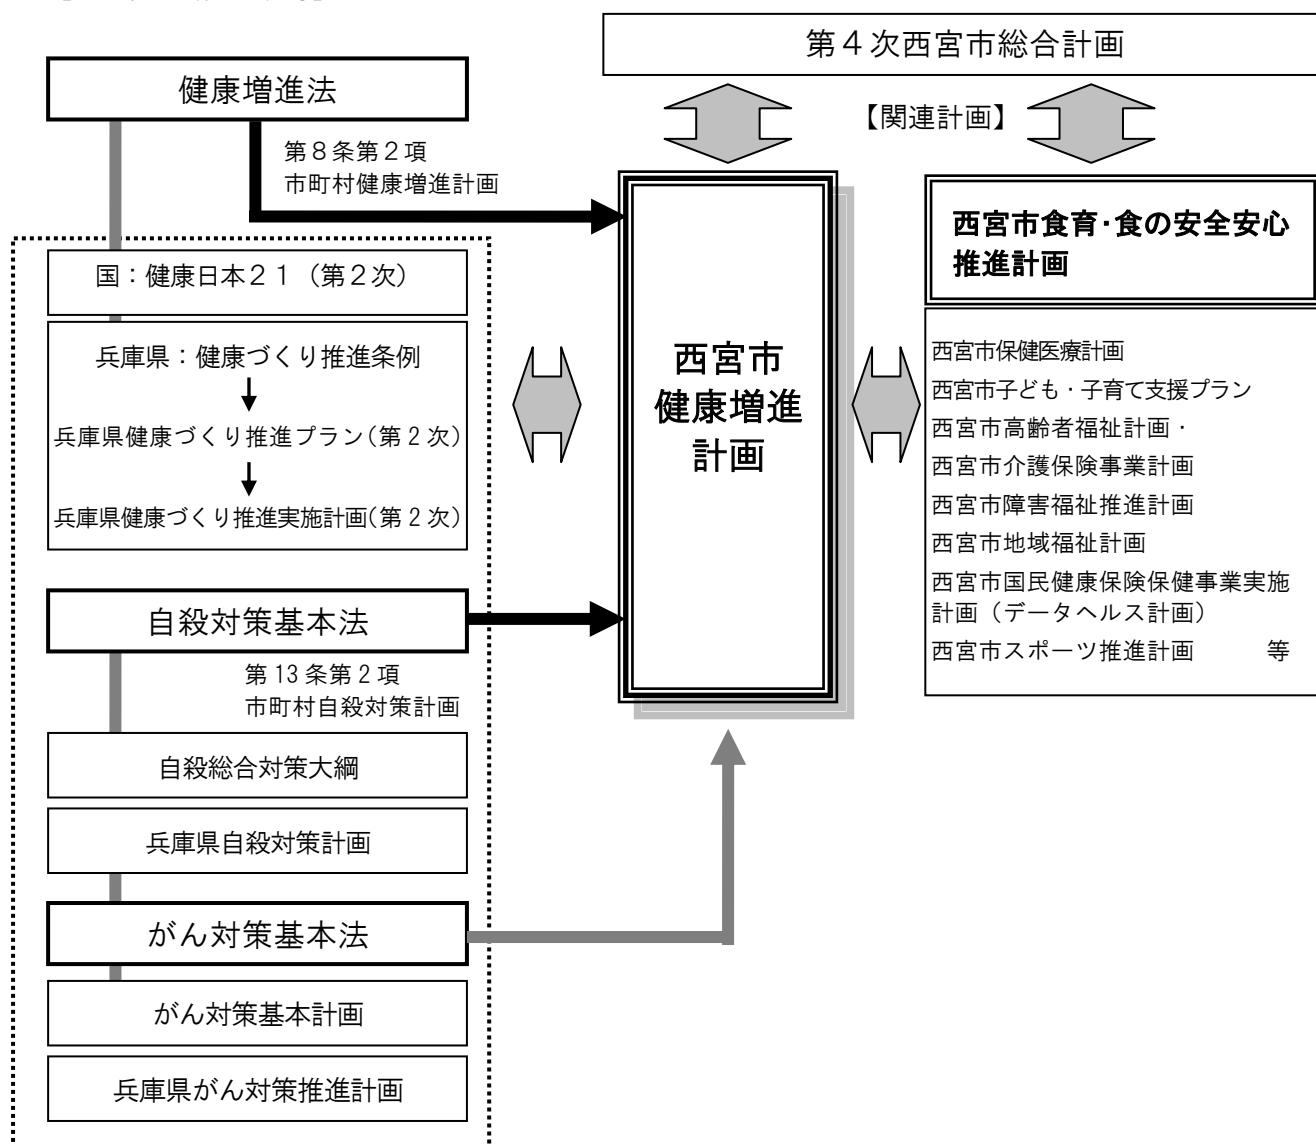 第４次西宮市総合計画
健康増進法
【関連計画】
第８条第２項
市町村健康増進計画
西宮市食育･食の安全安心
推進計画
国：健康日本２１（第２次）
兵庫県：健康づくり推進条例
兵庫県健康づくり推進プラン(第２次)
兵庫県健康づくり推進実施計画(第２次)
西宮市
健康増進
計画
西宮市保健医療計画
西宮市子ども・子育て支援プラン
西宮市高齢者福祉計画・
西宮市介護保険事業計画
西宮市障害福祉推進計画
西宮市地域福祉計画
西宮市国民健康保険保健事業実施
計画（データヘルス計画）
西宮市スポーツ推進計画　　　等
自殺対策基本法
第 13 条第２項
市町村自殺対策計画
自殺総合対策大綱
兵庫県自殺対策計画
がん対策基本法
がん対策基本計画
兵庫県がん対策推進計画